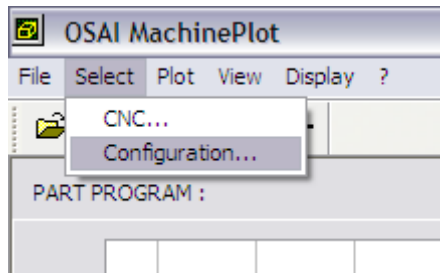 OSAI MachinePlot
File Select Plot View Display ?
CNC...
Configuration...
PART PROGRAM :